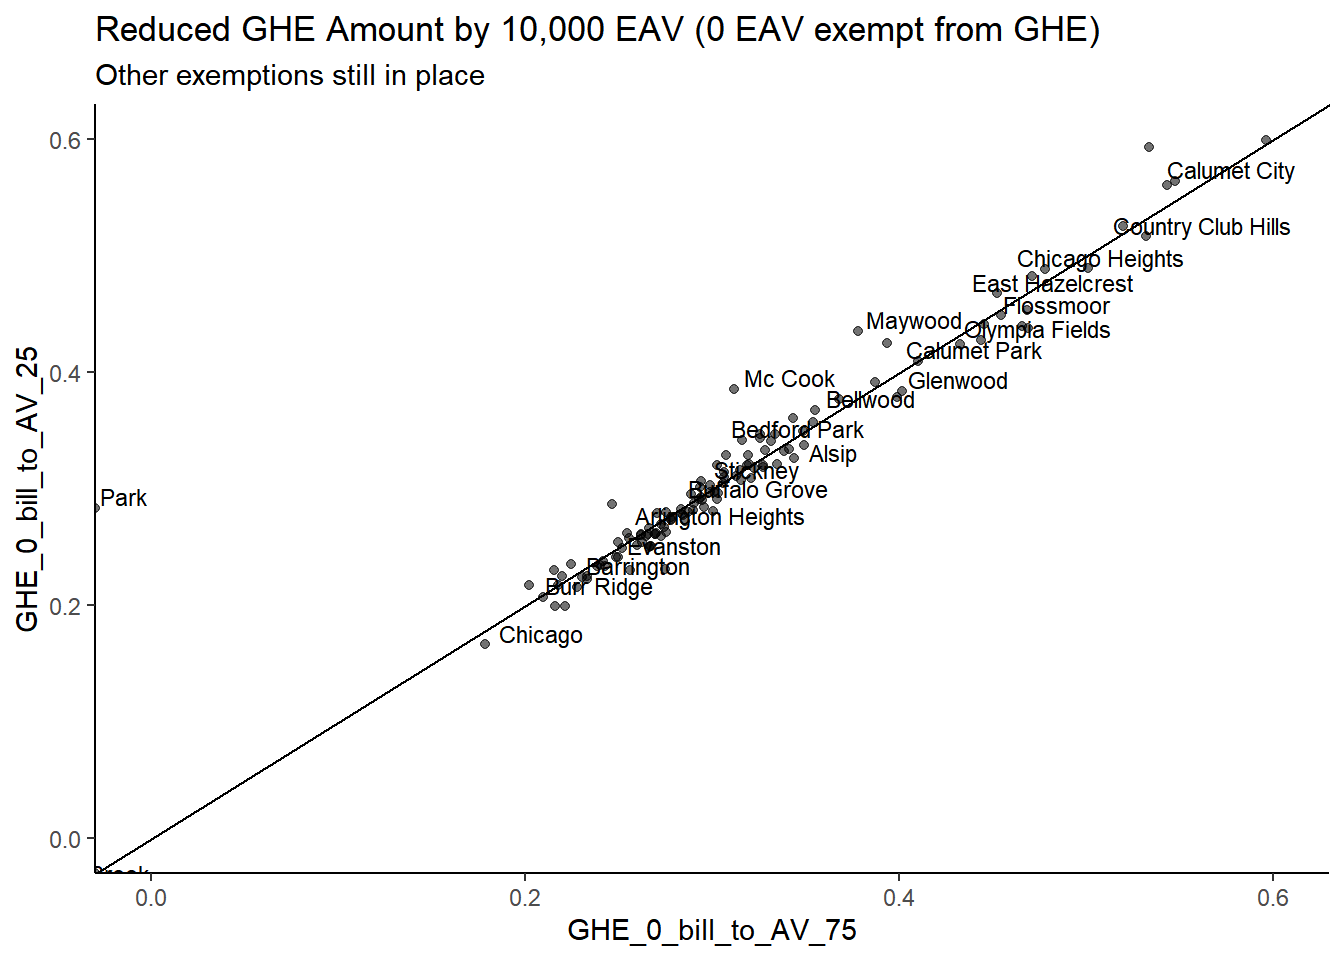 Reduced GHE Amount by 10,000 EAV (0 EAV exempt from GHE)
Other exemptions still in place
GHE_0_bill_to_AV_25
0.6
0.4
0.2
0.0
Calumet City
Country Club Hills
Chicago Heights
East Hazelcrest
Flossmoor
Maywood
Olympia Fields
Calumet Park
Mc Cook
Glenwood
Bellwood
Bedford Park
Alsip
Stickney
Buffalo Grove
Park
Arlington Heights
Evanston
Barrington
Burr Ridge
Chicago
0.0
0.2
0.4
0.6
GHE_0_bill_to_AV_75